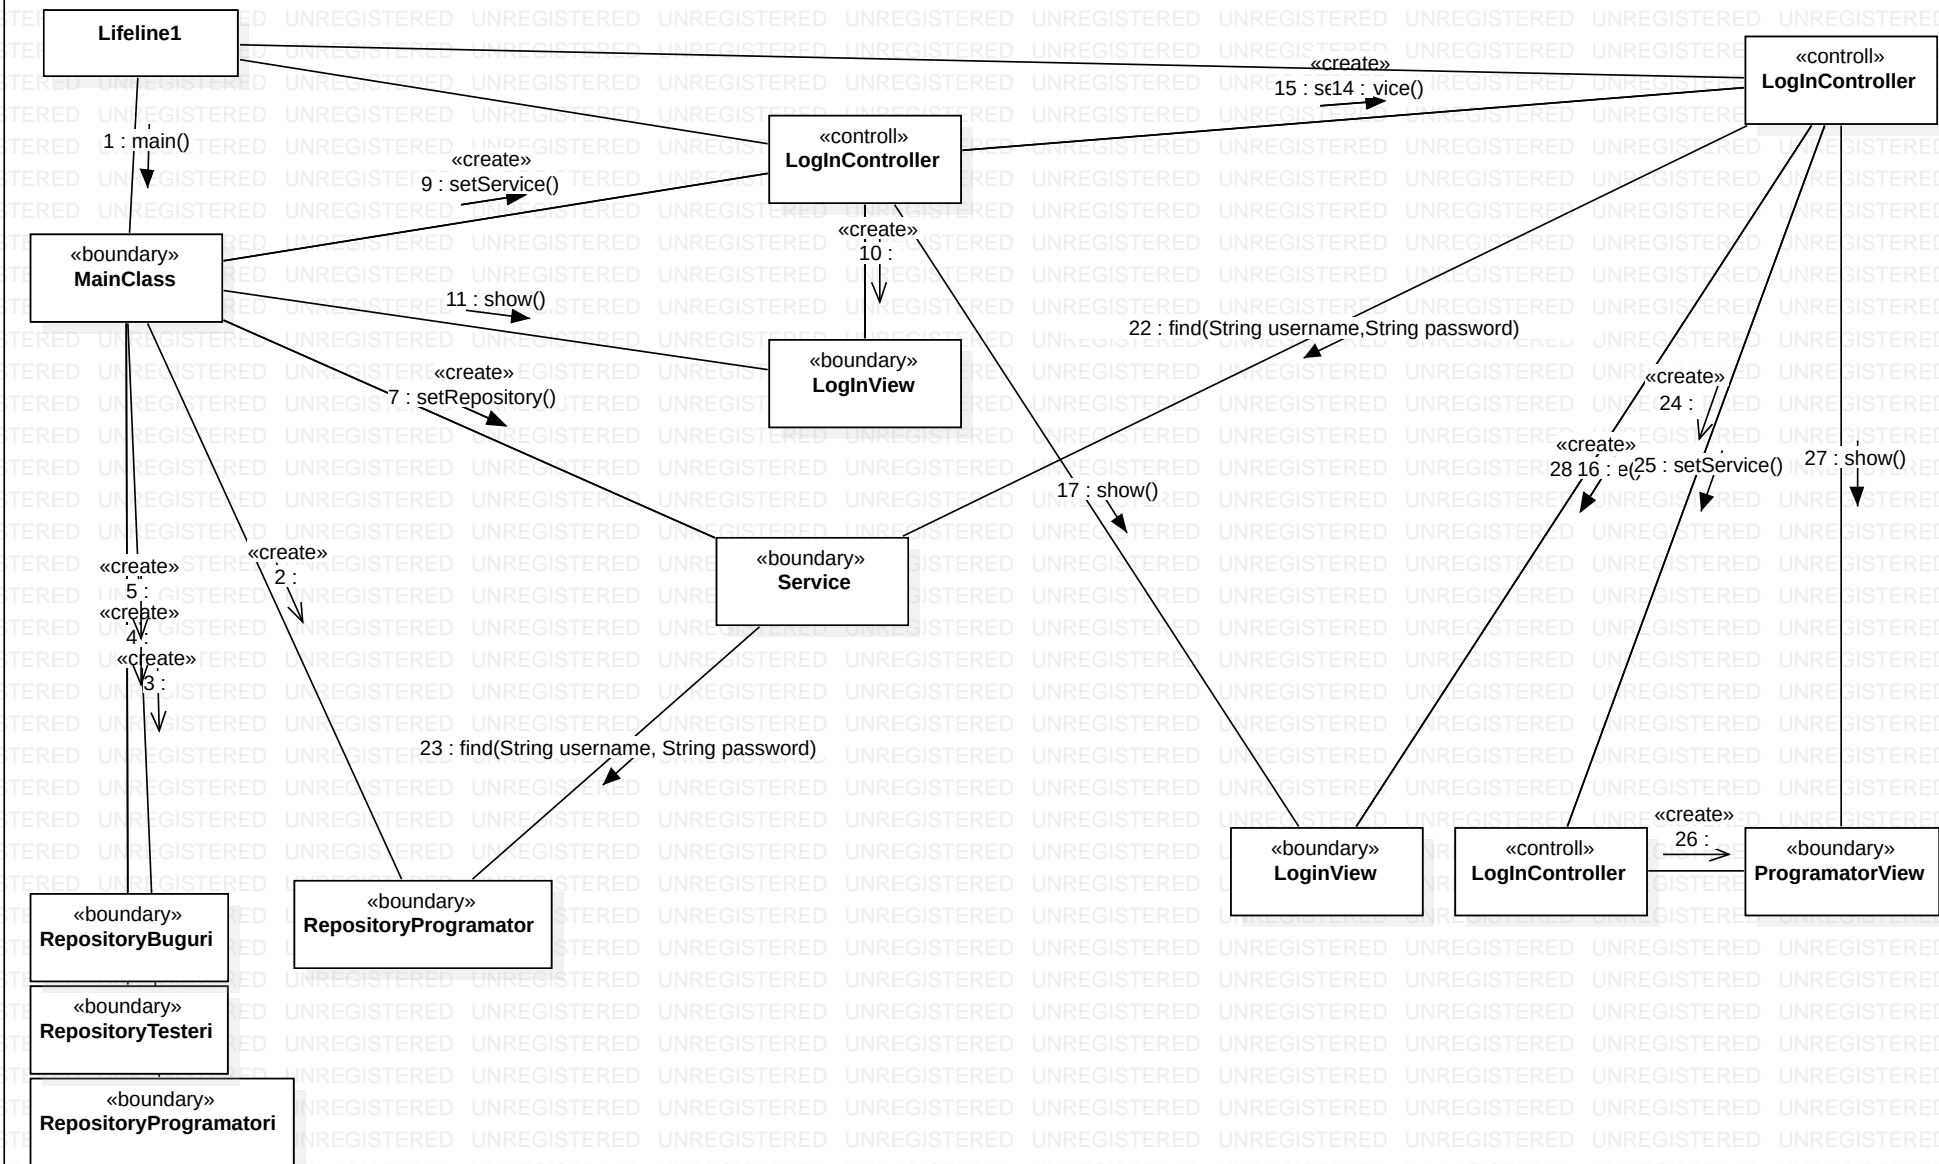 Lifeline1
«controll»
LogInController
«create»
15 : se14 : vice()
«controll»
LogInController
1 : main()
«create»
9 : setService()
«create»
10 :
«boundary»
MainClass
11 : show()
«boundary»
LogInView
22 : find(String username,String password)
«create»
7 : setRepository()
«create»
24 :
«create»
28 16 : e()
25 : setService()
27 : show()
17 : show()
«boundary»
Service
«create»
2 :
«create»
5 :
«create»
4 :
«create»
3 :
23 : find(String username, String password)
«create»
26 :
«boundary»
LoginView
«controll»
LogInController
«boundary»
ProgramatorView
«boundary»
RepositoryProgramator
«boundary»
RepositoryBuguri
«boundary»
RepositoryTesteri
«boundary»
RepositoryProgramatori
UNREGISTERED